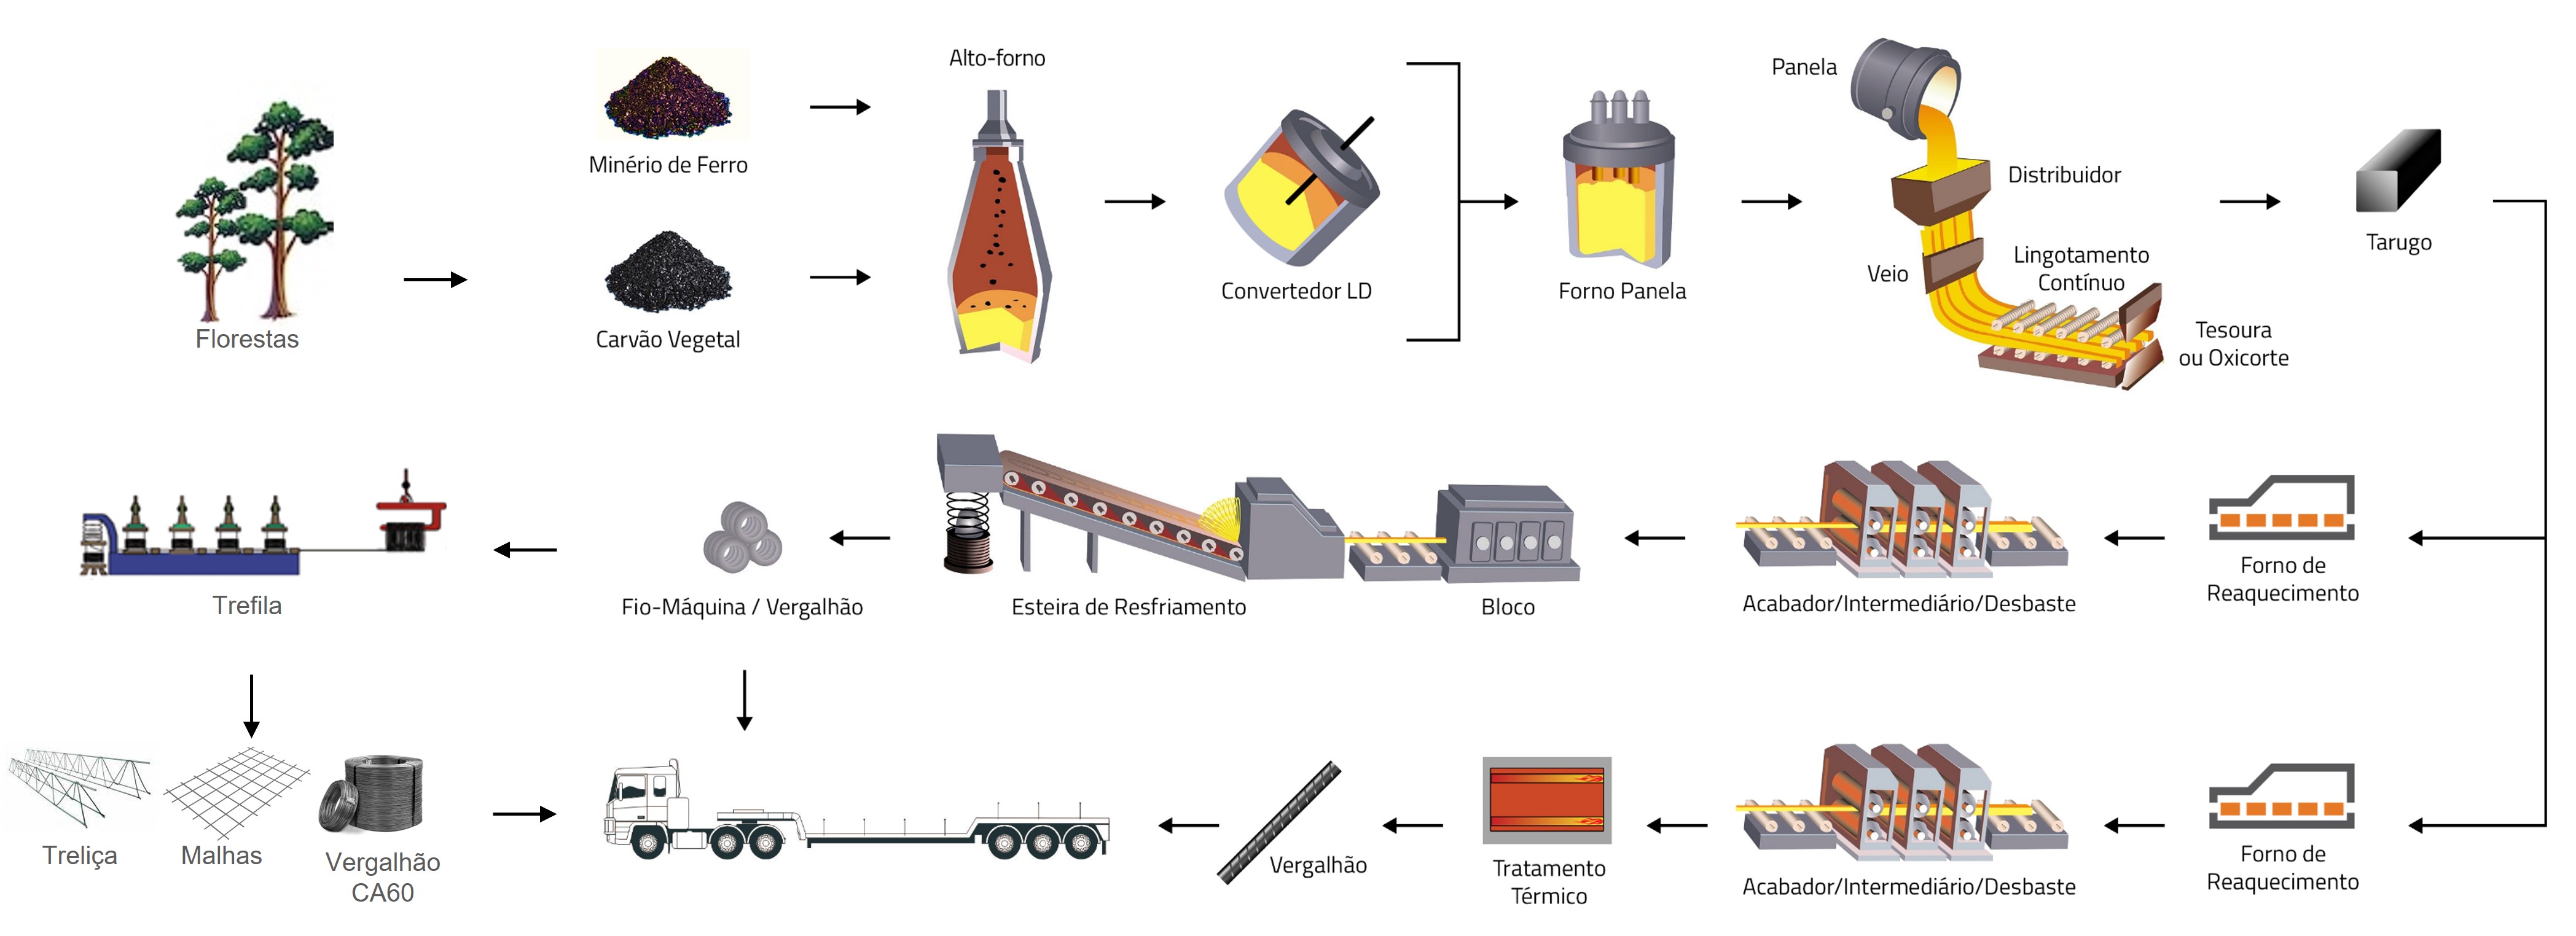 Alto-forno
Panela
Minério de Ferro
Distribuidor
Tarugo
Lingotamento
Contínuo
Veio
Convertedor LD
Forno Panela
Florestas
Carvão Vegetal
Tesoura
ou Oxicorte
Trefila
Fio-Máquina / Vergalhão
Esteira de Resfriamento
Bloco
Acabador/Intermediário/Desbaste
Forno de
Reaquecimento
Treliça
Malhas
Vergalhão
CA60
Vergalhão
Tratamento
Térmico
Acabador/Intermediário/Desbaste
Forno de
Reaquecimento